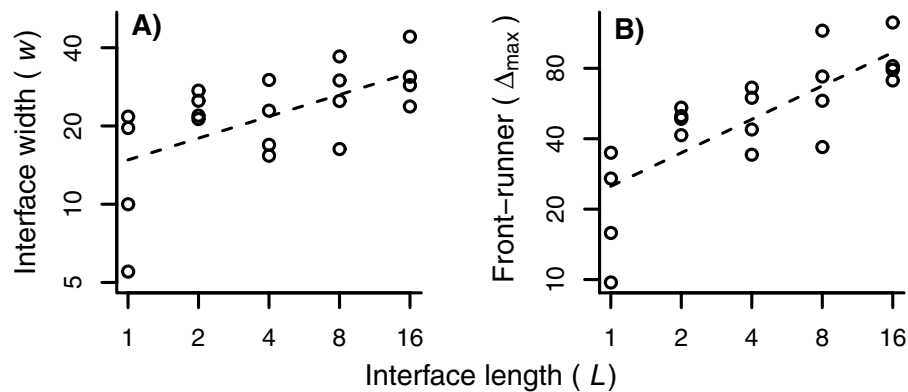 A)
B)
Interface width ( w)
40
20
10
5
1 2 4 8 16
Front−runner ( Δmax)
80
40
20
10
1 2 4 8 16
Interface length ( L)